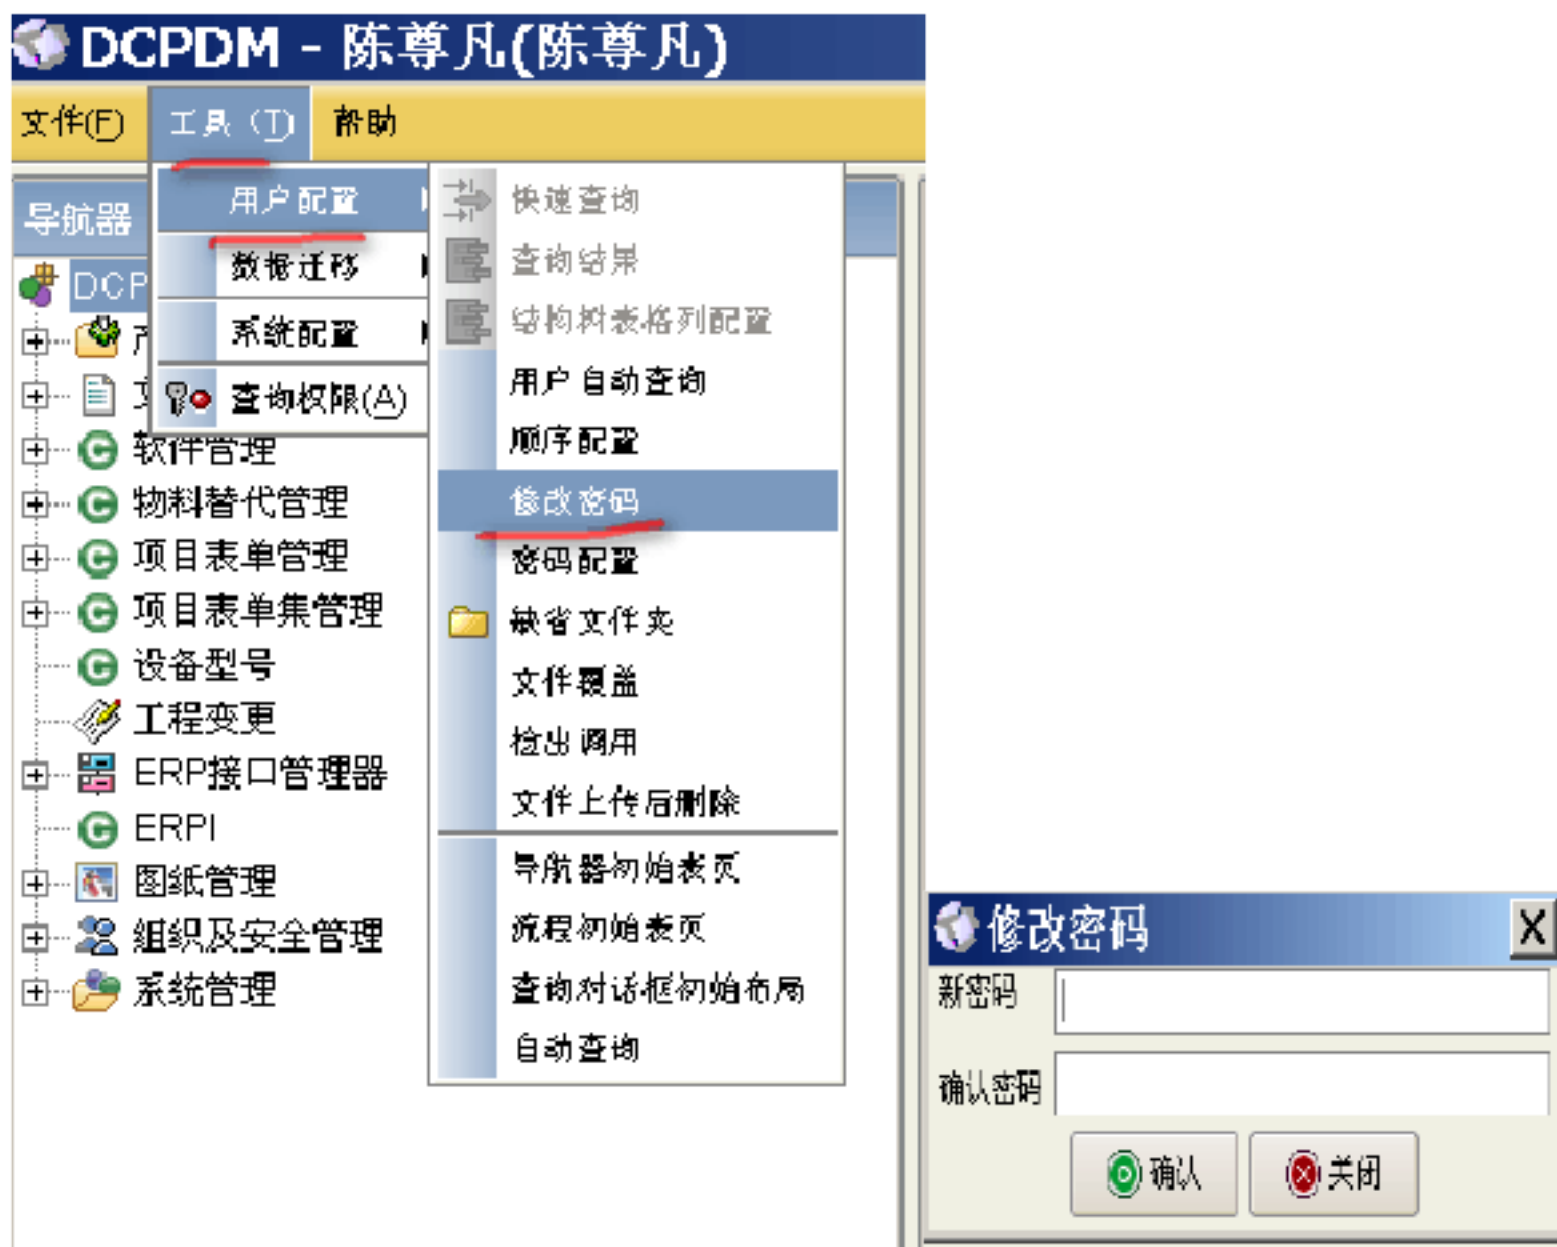 DCPDM - 陈尊凡(陈尊凡)
文件(F) 工具 (T) 帮助
导航器
DCP
软件管理
物料替代管理
项目表单管理
项目表单集管理
设备型号
工程变更
ERP接口管理器
ERPI
图纸管理
组织及安全管理
系统管理
用户配置
数据迁移
系统配置
查询权限(A)
快速查询
查询结果
结构树表格列配置
用户自动查询
顺序配置
修改密码
密码配置
缺省文件夹
文件覆盖
检出调用
文件上传后删除
导航器初始表页
流程初始表页
查询对话框初始布局
自动查询
修改密码
新密码
确认密码
确认 关闭